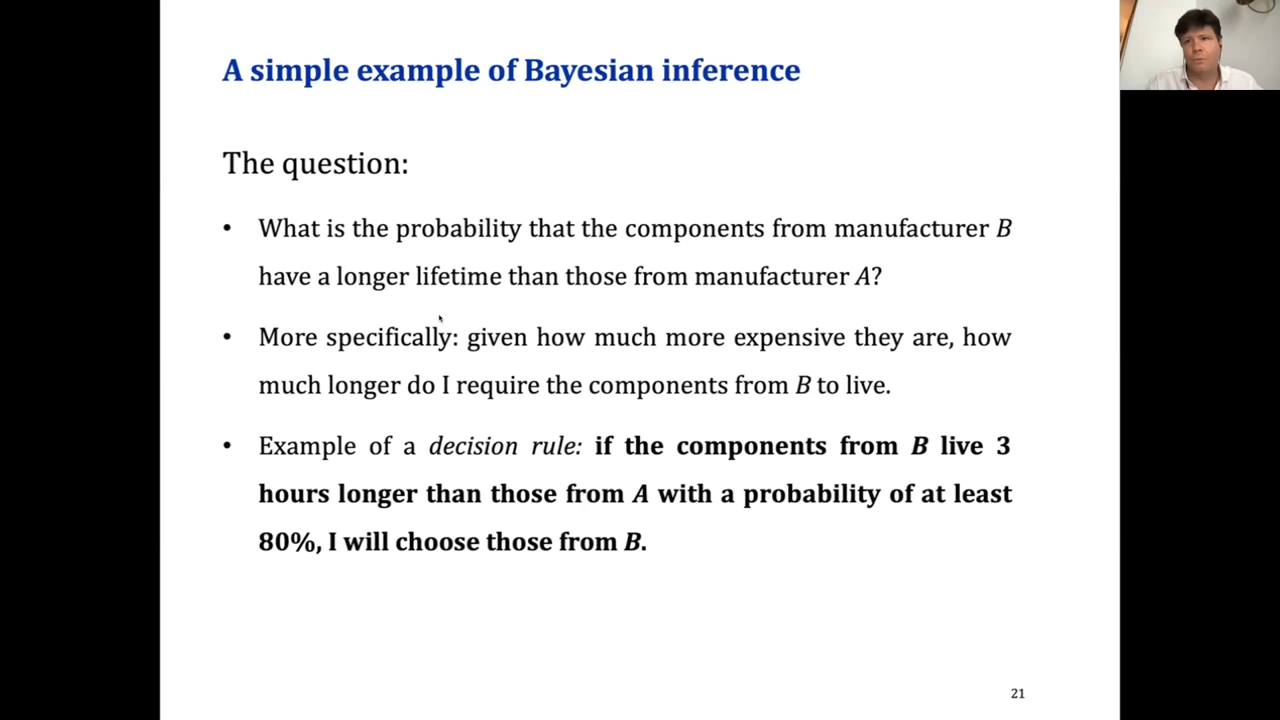 A simple example of Bayesian inference
The question:
• What is the probability that the components from manufacturer B
have a longer lifetime than those from manufacturer A?
• More specifically: given how much more expensive they are, how
much longer do I require the components from B to live.
• Example of a decision rule: if the components from B live 3
hours longer than those from A with a probability of at least
80%, I will choose those from B.
21